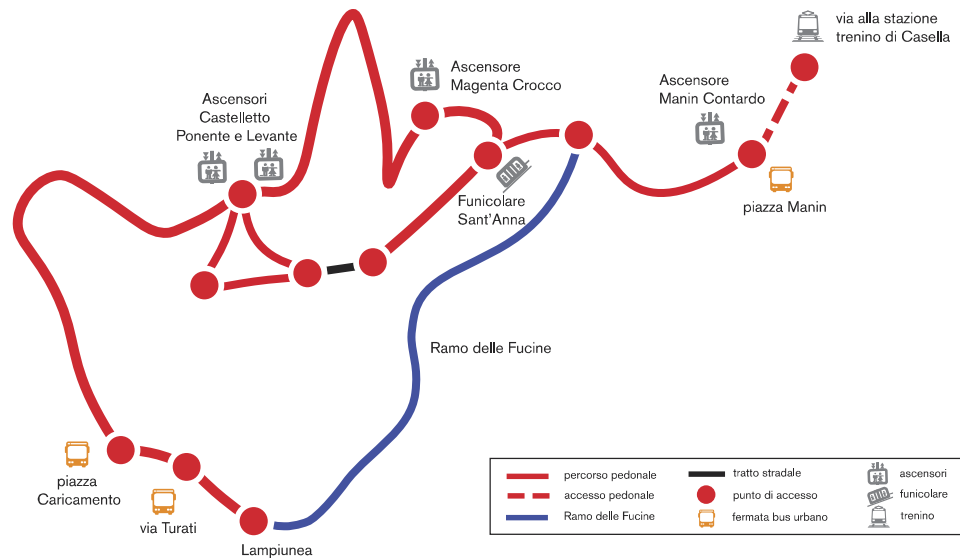 via alla stazione
trenino di Casella
Ascensore
Magenta Crocco
Ascensore
Manin Contardo
Ascensori
Castelletto
Ponente e Levante
Funicolare
Sant'Anna
piazza Manin
Ramo delle Fucine
piazza
Caricamento
via Turati
Lampiunea
percorso pedonale
accesso pedonale
Ramo delle Fucine
tratto stradale
punto di accesso
fermata bus urbano
ascensori
funicolare
trenino